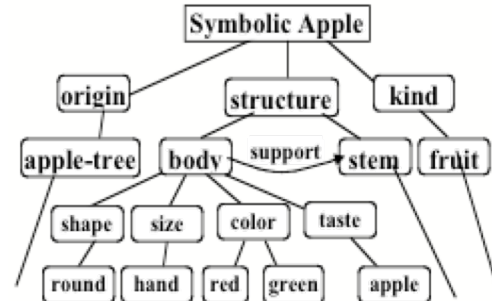 Symbolic Apple
origin
structure
kind
apple-tree
body
support
stem
fruit
shape
size
color
taste
round
hand
red
green
apple